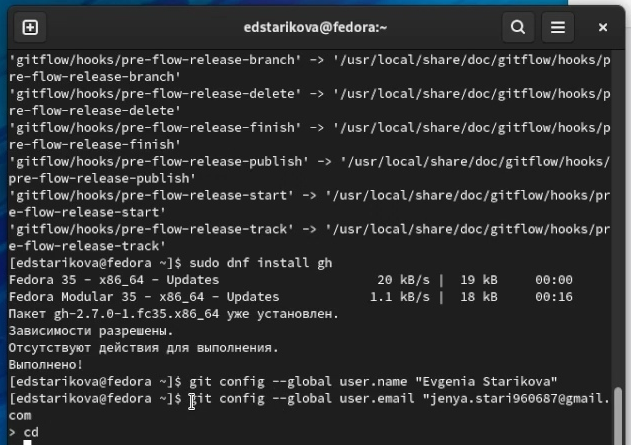 edstarikova@fedora:~
'gitflow/hooks/pre-flow-release-branch' -> '/usr/local/share/doc/gitflow/hooks/p
re-flow-release-branch'
'gitflow/hooks/pre-flow-release-delete' -> '/usr/local/share/doc/gitflow/hooks/p
re-flow-release-delete'
'gitflow/hooks/pre-flow-release-finish' -> '/usr/local/share/doc/gitflow/hooks/p
re-flow-release-finish'
'gitflow/hooks/pre-flow-release-publish' -> '/usr/local/share/doc/gitflow/hooks/
pre-flow-release-publish'
'gitflow/hooks/pre-flow-release-start' -> '/usr/local/share/doc/gitflow/hooks/pr
e-flow-release-start'
'gitflow/hooks/pre-flow-release-track' -> '/usr/local/share/doc/gitflow/hooks/pr
e-flow-release-track'
[edstarikova@fedora ~]$ sudo dnf install gh
Fedora 35 - x86_64 - Updates 20 kB/s | 19 kB 00:00
Fedora Modular 35 - x86_64 - Updates 1.1 kB/s | 18 kB 00:16
Пакет gh-2.7.0-1.fc35.x86_64 уже установлен.
Зависимости разрешены.
Отсутствуют действия для выполнения.
Выполнено!
[edstarikova@fedora ~]$ git config --global user.name "Evgenia Starikova"
[edstarikova@fedora ~]$ git config --global user.email "jenya.stari960687@gmail.
com
> cd